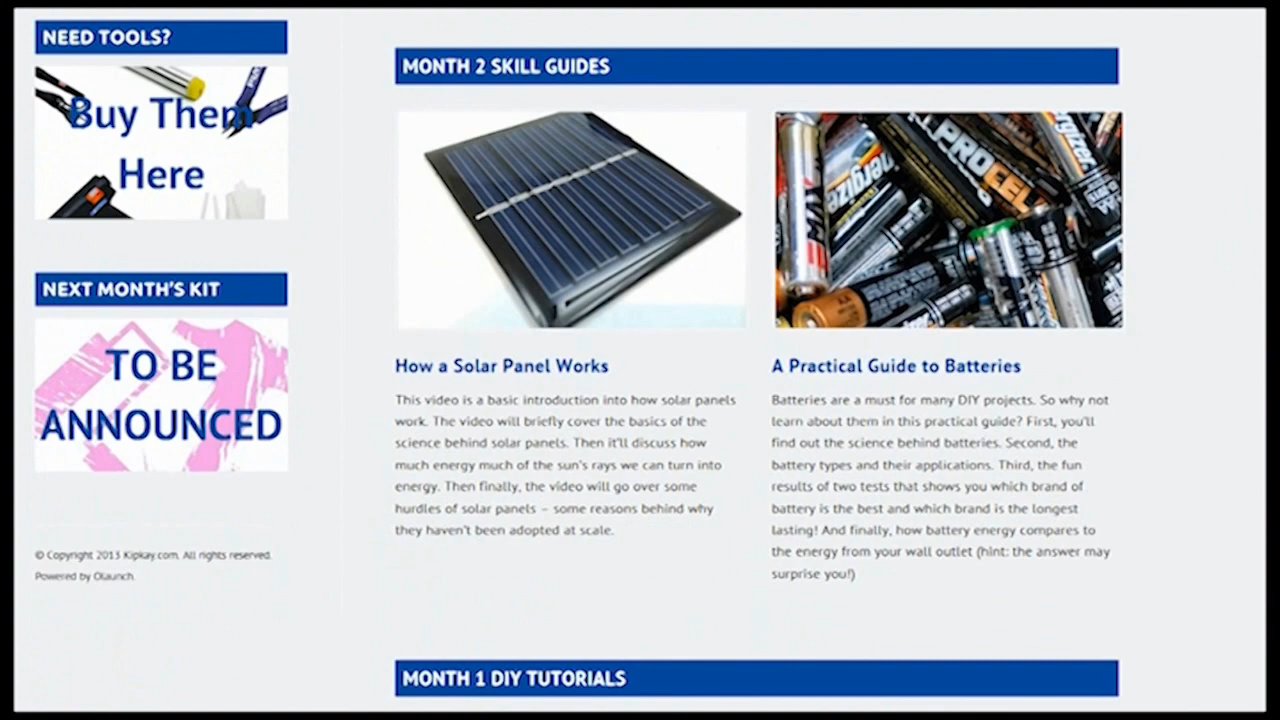 NEED TOOLS?
Buy Them
Here
NEXT MONTH'S KIT
TO BE
ANNOUNCED
© Copyright 2013 Kipkay.com. All rights reserved.
Powered by Olaunch.
MONTH 2 SKILL GUIDES
PROCELL
How a Solar Panel Works
This video is a basic introduction into how solar panels
work. The video will briefly cover the basics of the
science behind solar panels. Then it'll discuss how
much energy much of the sun's rays we can turn into
energy. Then finally, the video will go over some
hurdles of solar panels – some reasons behind why
they haven't been adopted at scale.
A Practical Guide to Batteries
Batteries are a must for many DIY projects. So why not
learn about them in this practical guide? First, you'll
find out the science behind batteries. Second, the
battery types and their applications. Third, the fun
results of two tests that shows you which brand of
battery is the best and which brand is the longest
lasting! And finally, how battery energy compares to
the energy from your wall outlet (hint: the answer may
surprise you!)
MONTH 1 DIY TUTORIALS